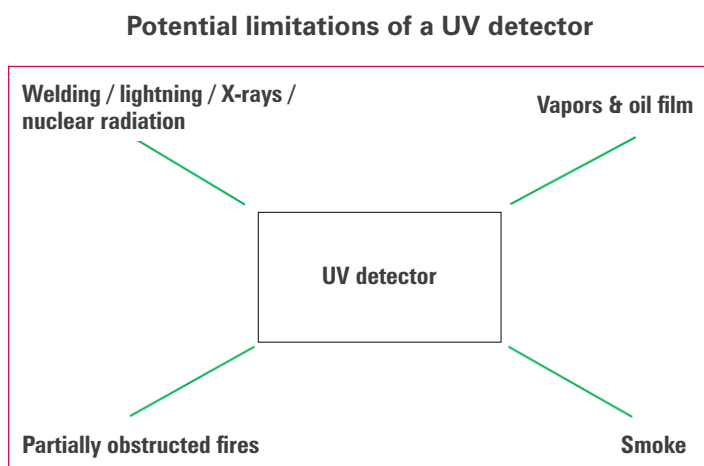 Potential limitations of a UV detector
Welding / lightning / X-rays /
nuclear radiation
Vapors & oil film
UV detector
Partially obstructed fires
Smoke